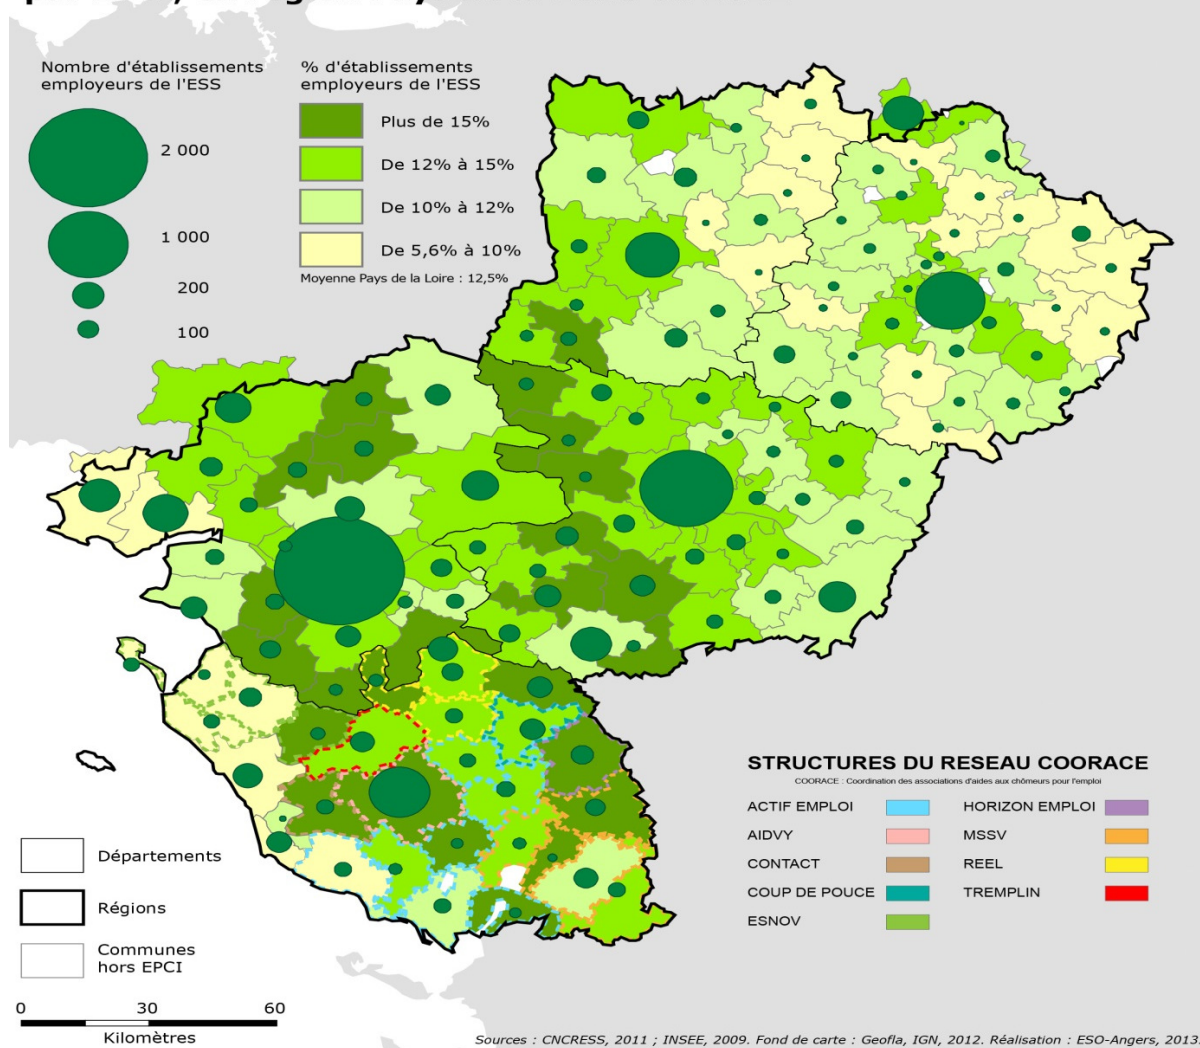 Nombre d'établissements
employeurs de l'ESS
2 000
1 000
200
100
% d'établissements
employeurs de l'ESS
Plus de 15%
De 12% à 15%
De 10% à 12%
De 5,6% à 10%
Moyenne Pays de la Loire : 12,5%
STRUCTURES DU RESEAU COORACE
COORACE : Coordination des associations d'aides aux chômeurs pour l'emploi
ACTIF EMPLOI
AIDVY
CONTACT
COUP DE POUCE
ESNOV
HORIZON EMPLOI
MSSV
REEL
TREMPLIN
Départements
Régions
Communes
hors EPCI
0 30 60
Kilomètres
Sources : CNCRESS, 2011 ; INSEE, 2009. Fond de carte : Geofla, IGN, 2012. Réalisation : ESO-Angers, 2013